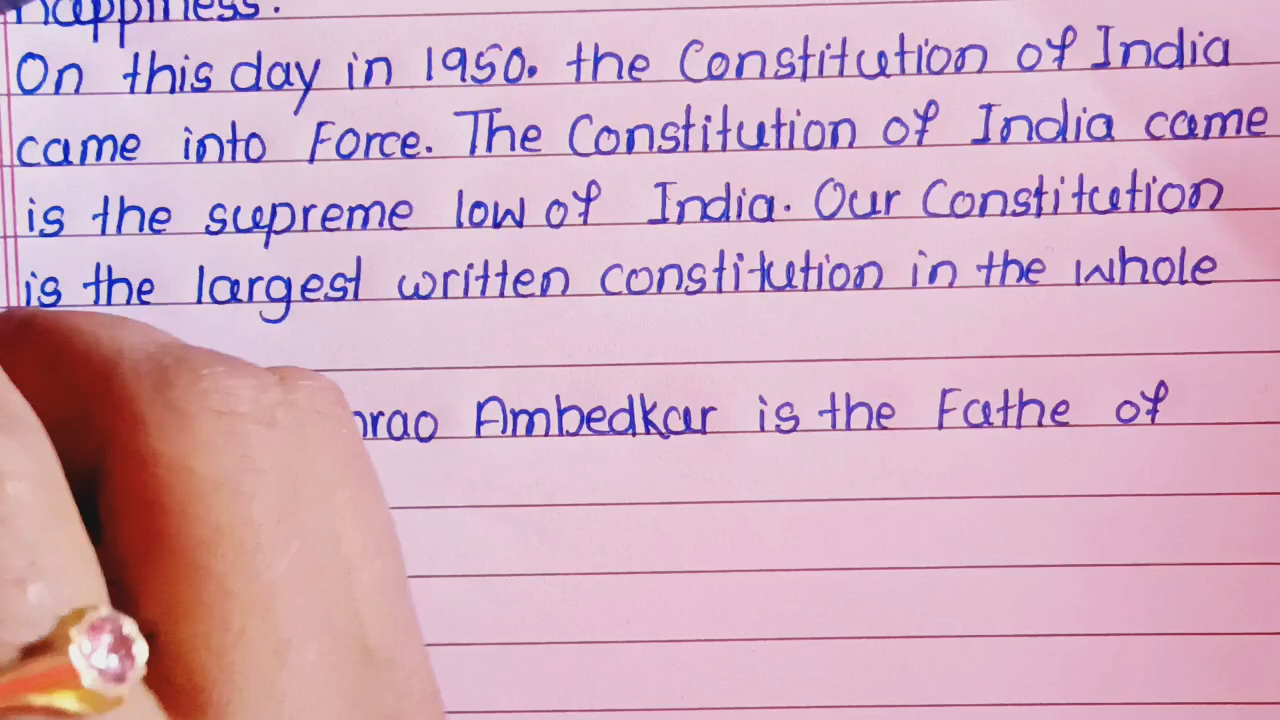 happiness.
On this day in 1950. the Constitution of India
came into Force. The Constitution of India came
is the supreme low of India. Our Constitution
is the largest written constitution in the whole
Ambedkar is the Fathe of